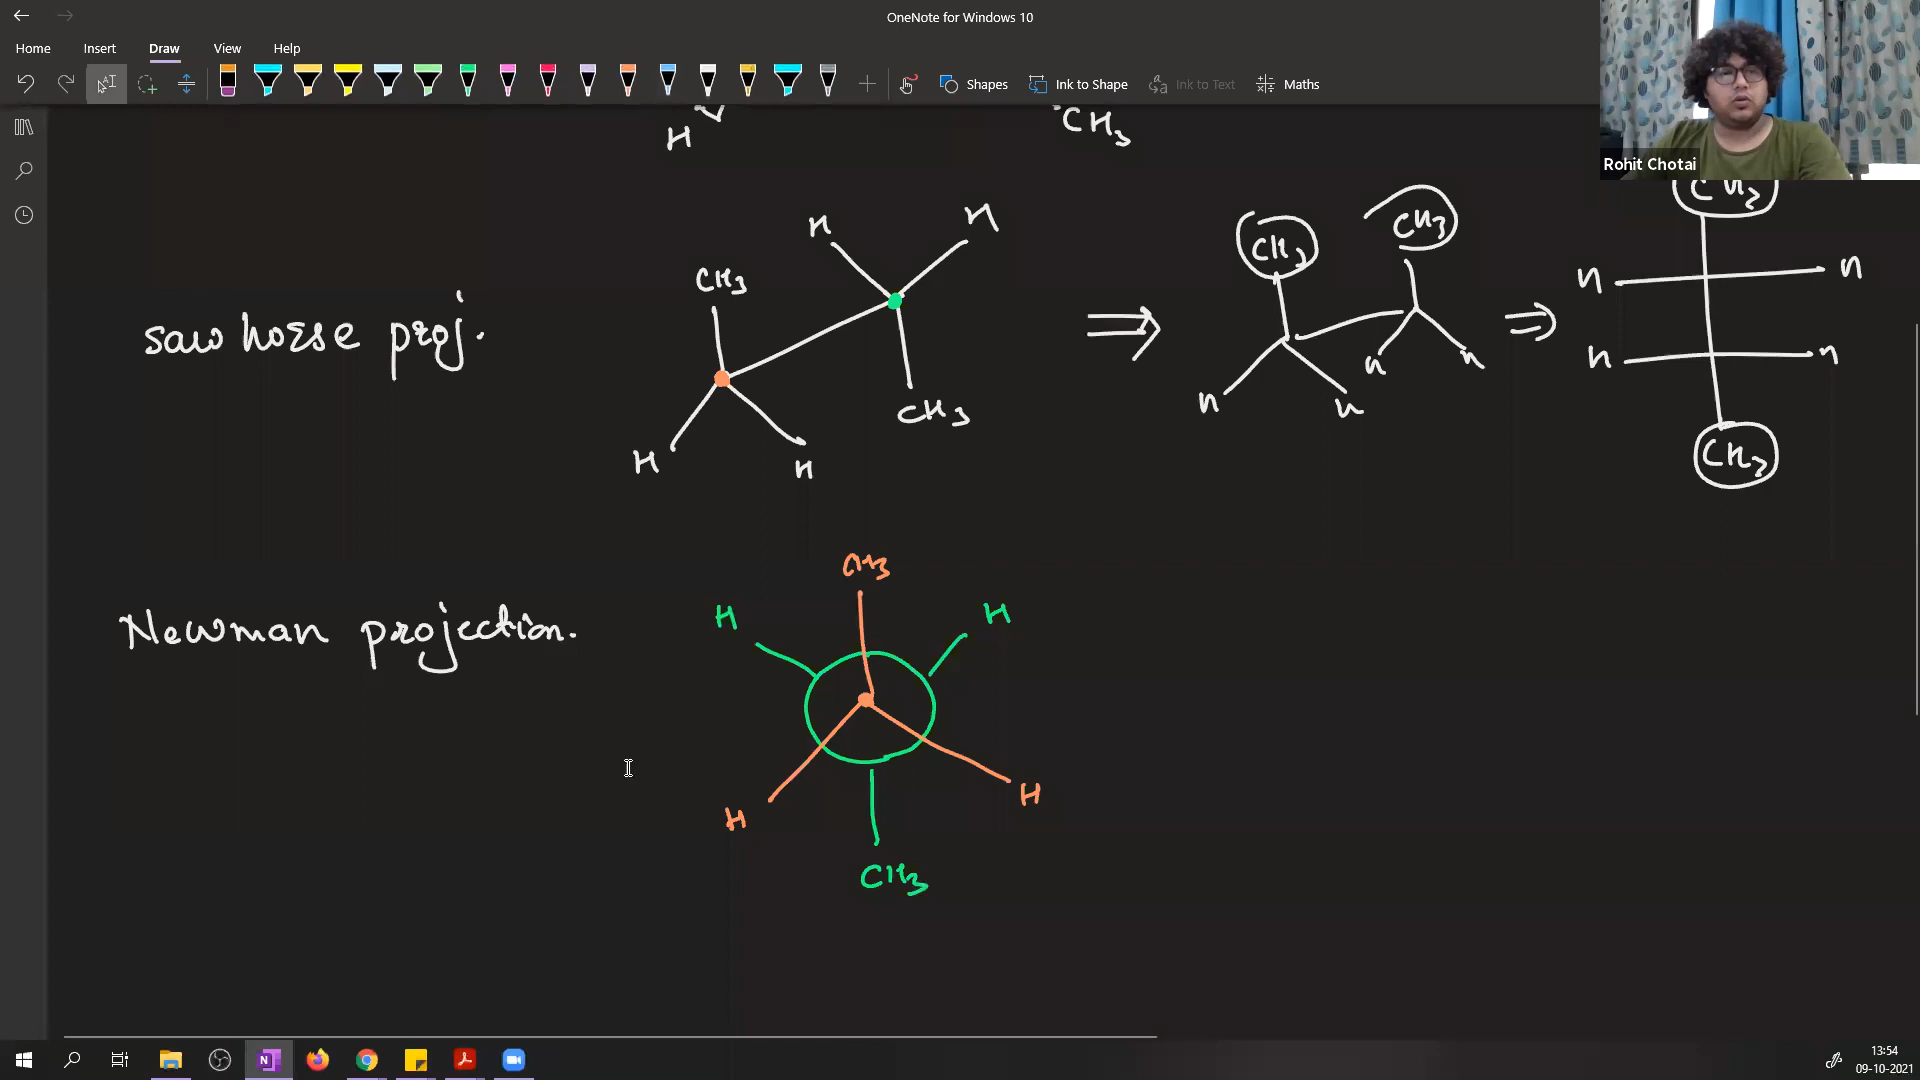 OneNote for Windows 10
Home Insert Draw View Help
Shapes Ink to Shape Ink to Text Maths
Rohit Chotai
H CH3
H H
CH3
CH3
H H
CH3 CH3
H H H H
CH3
H H
H H
CH3
saw horse proj.
Newman projection.
CH3
H H
H H
CH3
13:54
09-10-2021